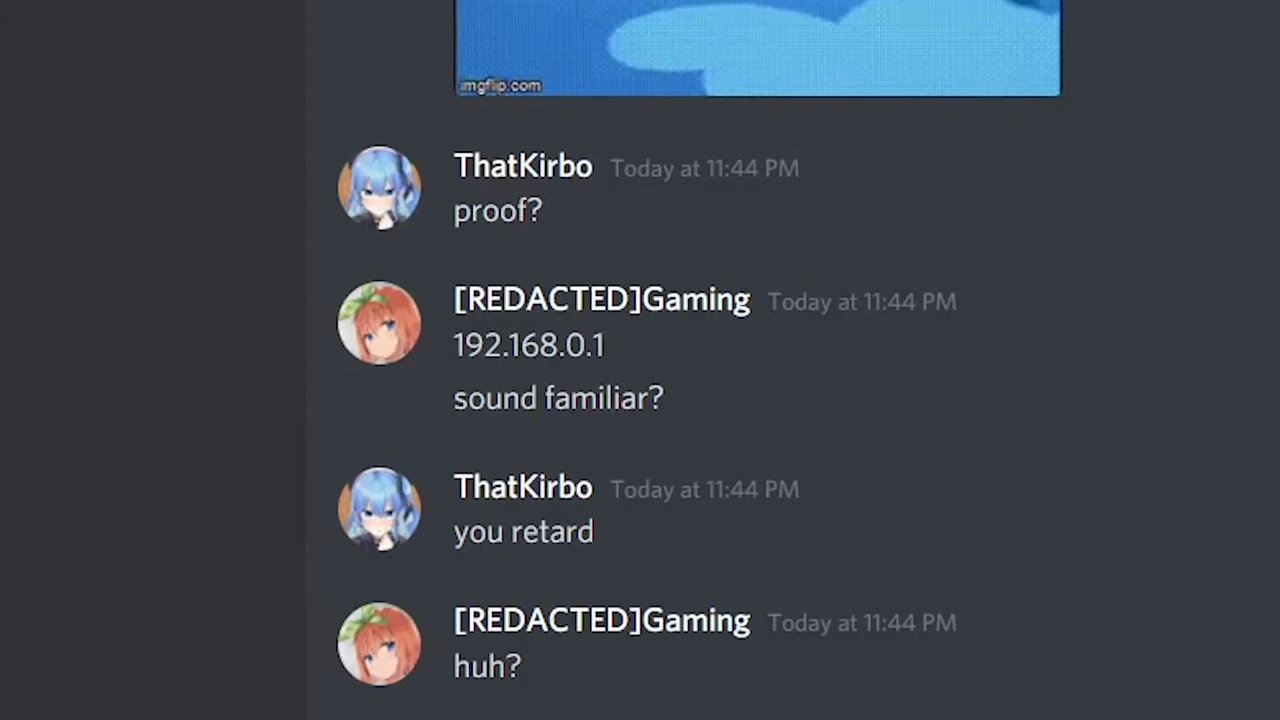 imgflip.com
ThatKirbo Today at 11:44 PM
proof?
[REDACTED]Gaming Today at 11:44 PM
192.168.0.1
sound familiar?
ThatKirbo Today at 11:44 PM
you retard
[REDACTED]Gaming Today at 11:44 PM
huh?